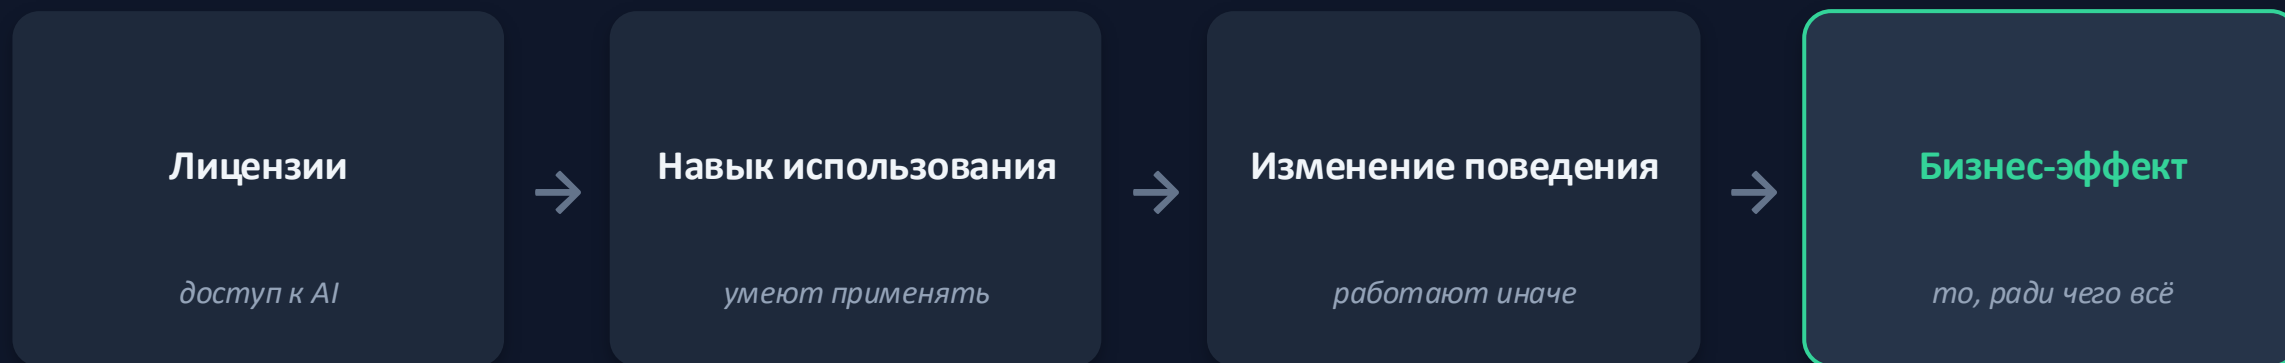 Лицензии
доступ к AI
→
Навык использования
умеют применять
→
Изменение поведения
работают иначе
→
Бизнес-эффект
то, ради чего всё